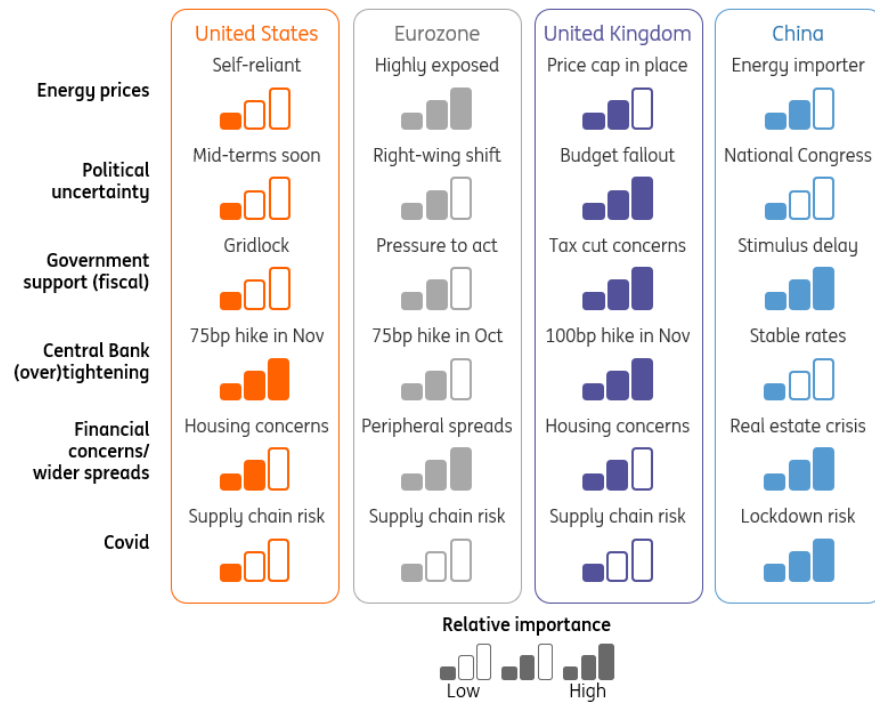 United States Eurozone United Kingdom China
Energy prices
Self-reliant Highly exposed Price cap in place Energy importer
Political
uncertainty
Mid-terms soon Right-wing shift Budget fallout National Congress
Government
support (fiscal)
Gridlock Pressure to act Tax cut concerns Stimulus delay
Central Bank
(over)tightening
75bp hike in Nov 75bp hike in Oct 100bp hike in Nov Stable rates
Financial
concerns/
wider spreads
Housing concerns Peripheral spreads Housing concerns Real estate crisis
Covid
Supply chain risk Supply chain risk Supply chain risk Lockdown risk
Relative importance
Low High